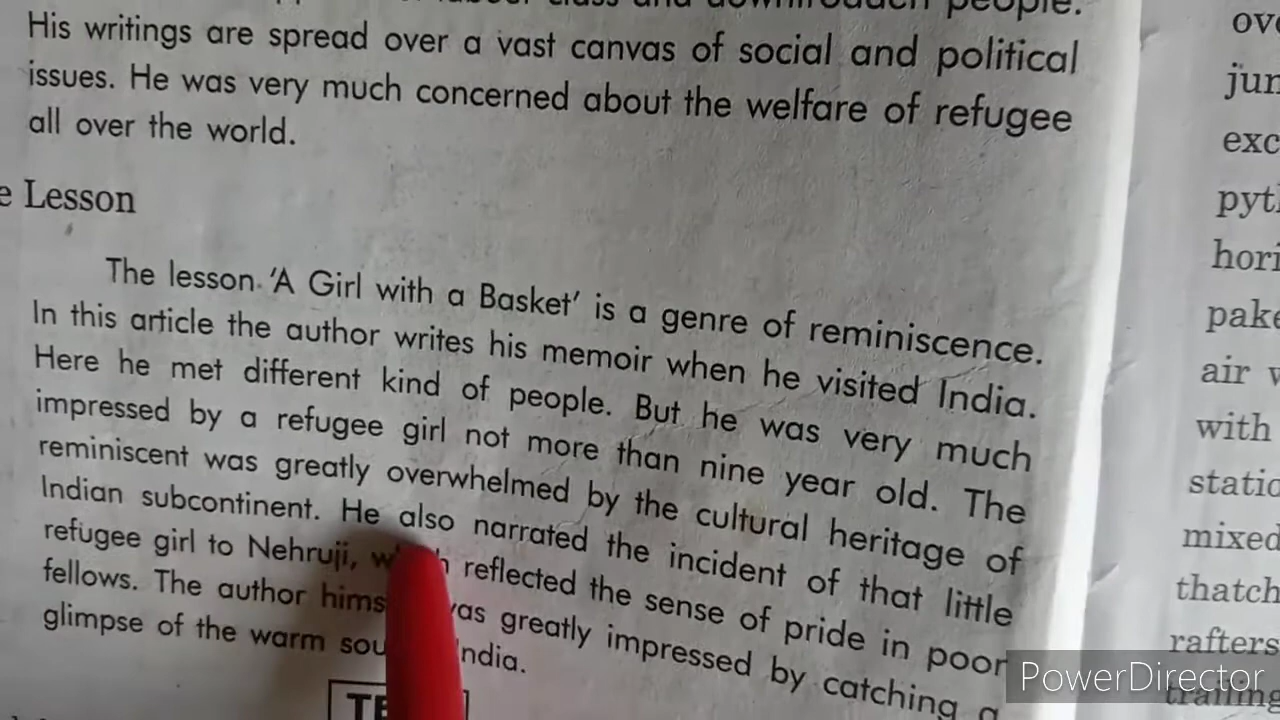 people.
His writings are spread over a vast canvas of social and political
issues. He was very much concerned about the welfare of refugee
all over the world.
Lesson
The lesson 'A Girl with a Basket' is a genre of reminiscence.
In this article the author writes his memoir when he visited India.
Here he met different kind of people. But he was very much
impressed by a refugee girl not more than nine year old. The
reminiscent was greatly overwhelmed by the cultural heritage of
Indian subcontinent. He also narrated the incident of that little
refugee girl to Nehruji, reflected the sense of pride in poor
fellows. The author greatly impressed by catching a
glimpse of the warm India.
with
air
rafters
PowerDirector